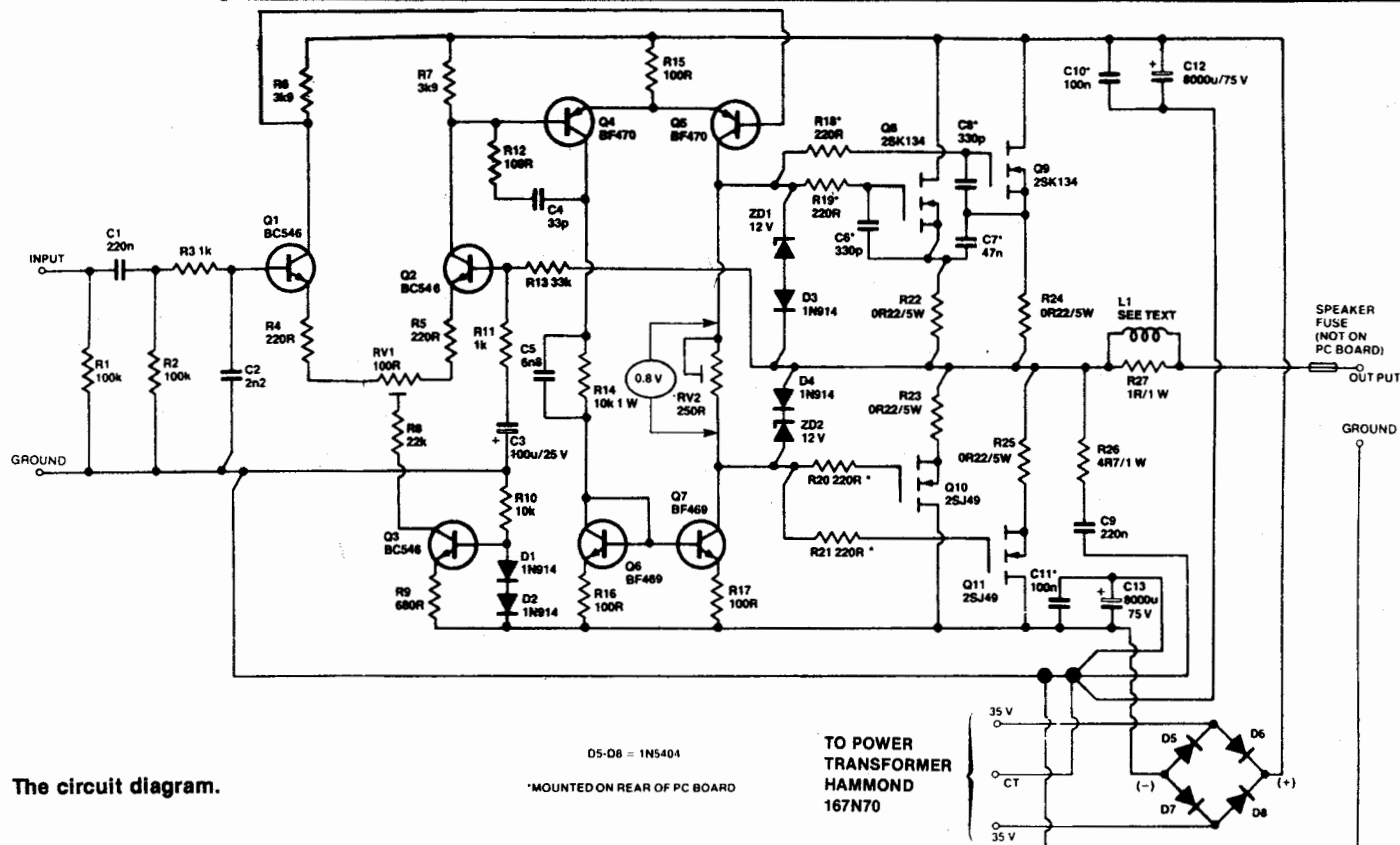 R6
3k9
R7
3k9
R15
100R
C10*
100n
+
C12
8000u/75 V
Q4
BF470
Q5
BF470
R18*
220R
Q8
2SK134
C8*
330p
R12
100R
Q9
2SK134
C4
33p
R19*
220R
ZD1
12 V
C6*
330p
C7*
47n
Q1
BC546
C1
220n
R3 1k
INPUT
Q2
BC546
R13 33k
D3
1N914
R22
0R22/5W
R24
0R22/5W
L1
SEE TEXT
SPEAKER
FUSE
(NOT ON
PC BOARD)
R4
220R
R5
220R
R11
1k
C5
6n8
RV1
100R
R1
100k
R2
100k
C2
2n2
R14
10k 1 W
0.8 V
RV2
250R
D4
1N914
R27
1R/1 W
OUTPUT
R23
0R22/5W
ZD2
12 V
R8
22k
+
C3
100u/25 V
R25
0R22/5W
R26
4R7/1 W
GROUND
GROUND
R20 220R *
Q10
2SJ49
R10
10k
Q7
BF469
Q3
BC546
R21 220R *
C9
220n
D1
1N914
Q6
BF469
Q11
2SJ49
C11*
100n
+
C13
8000u
75 V
R9
680R
D2
1N914
R16
100R
R17
100R
35 V
D5
D6
D5-D8 = 1N5404
TO POWER
TRANSFORMER
HAMMOND
167N70
CT
(−)
(+)
The circuit diagram.
*MOUNTED ON REAR OF PC BOARD
D7
D8
35 V